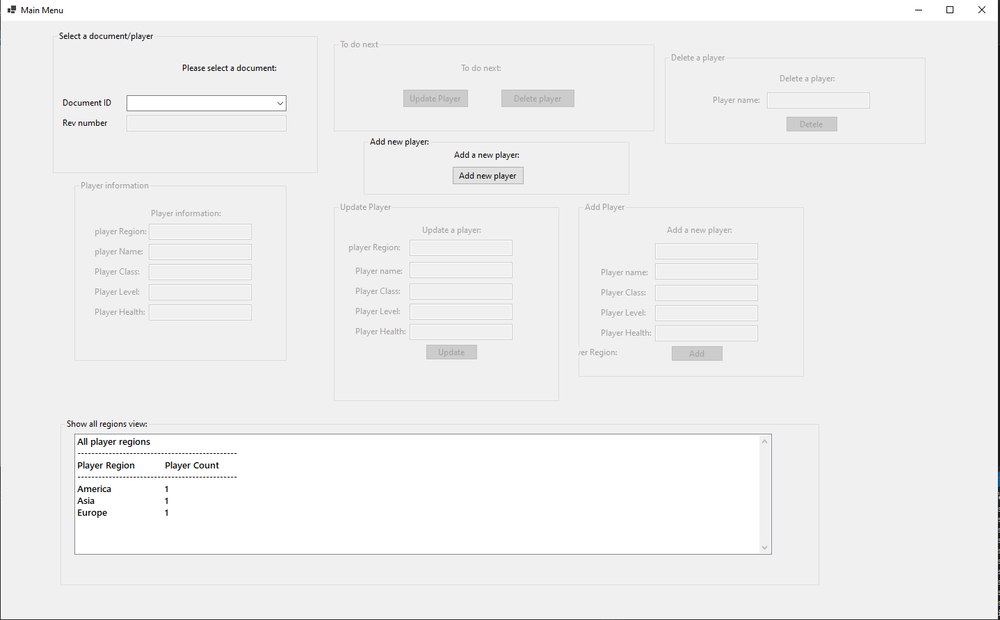 Main Menu
Select a document/player
Please select a document:
Document ID
Rev number
To do next
To do next:
Update Player
Delete player
Delete a player
Delete a player:
Player name:
Detele
Add new player:
Add a new player:
Add new player
Player information
Player information:
player Region:
player Name:
Player Class:
Player Level:
Player Health:
Update Player
Update a player:
player Region:
Player name:
Player Class:
Player Level:
Player Health:
Update
Add Player
Add a new player:
Player name:
Player Class:
Player Level:
Player Health:
yer Region:
Add
Show all regions view:
All player regions
----------------------------------------------
Player Region Player Count
----------------------------------------------
America 1
Asia 1
Europe 1